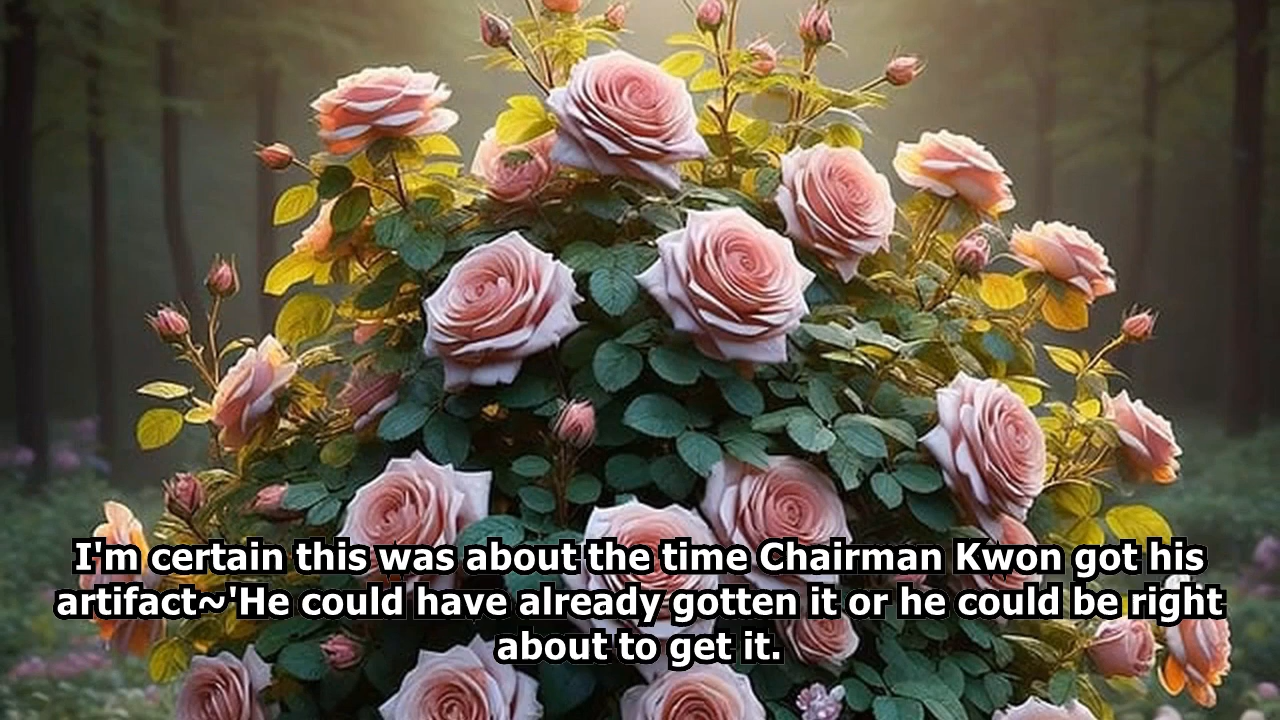 I'm certain this was about the time Chairman Kwon got his
artifact~'He could have already gotten it or he could be right
about to get it.